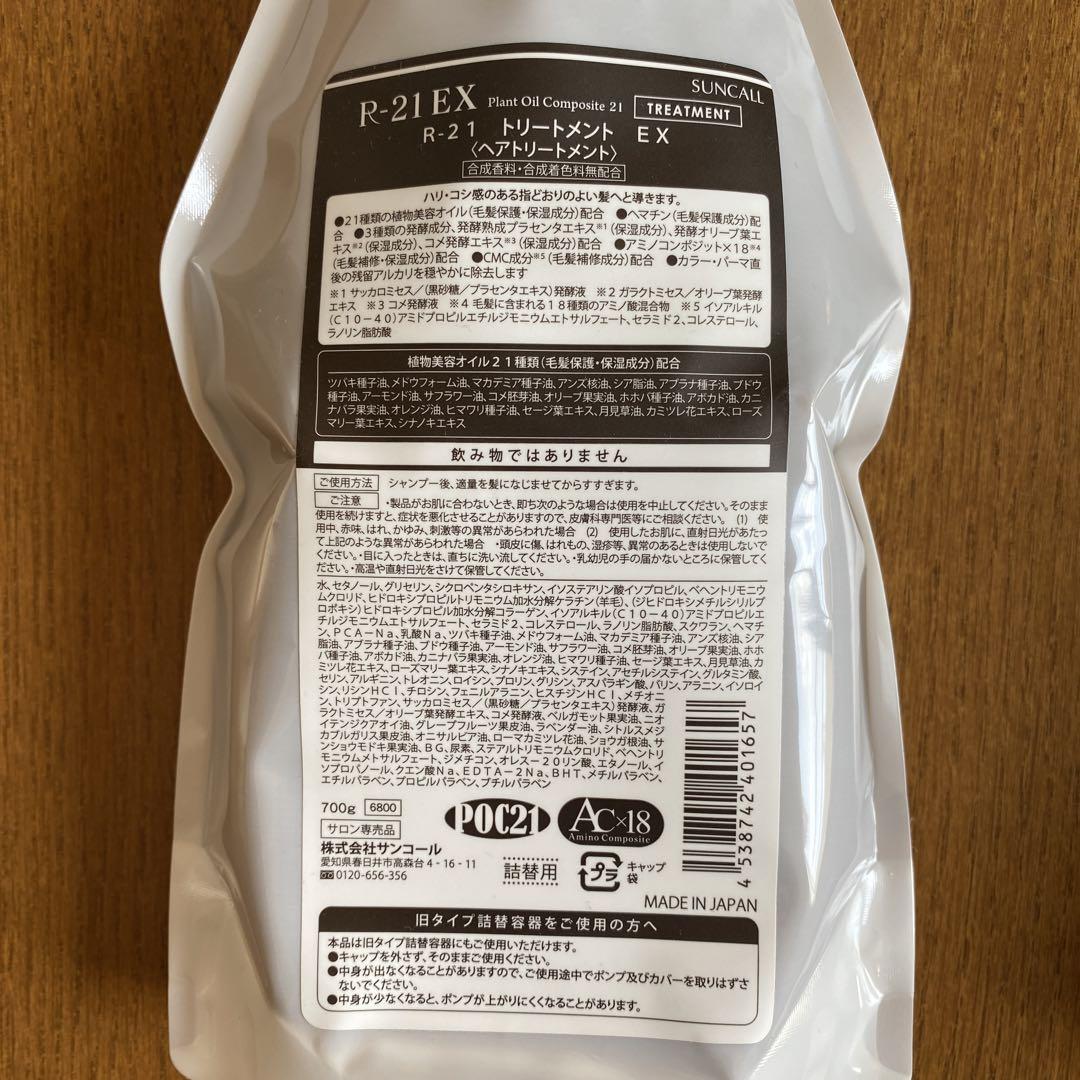 SUNCALL
R-21 EX Plant Oil Composite 21 TREATMENT
R-21 トリートメント EX
〈ヘアトリートメント〉
合成香料・合成着色料無配合
ハリ・コシ感のある指どおりのよい髪へと導きます。
●21種類の植物美容オイル(毛髪保護・保湿成分)配合 ●ヘマチン(毛髪保護成分)配
合 ●3種類の発酵成分、発酵熟成プラセンタエキス※1(保湿成分)、発酵オリーブ葉エ
キス※2(保湿成分)、コメ発酵エキス※3(保湿成分)配合 ●アミノコンポジット×18※4
(毛髪補修・保湿成分)配合 ●CMC成分※5(毛髪補修成分)配合 ●カラー・パーマ直
後の残留アルカリを穏やかに除去します
※1 サッカロミセス/(黒砂糖/プラセンタエキス)発酵液 ※2 ガラクトミセス/オリーブ葉発酵
エキス ※3 コメ発酵液 ※4 毛髪に含まれる18種類のアミノ酸混合物 ※5 イソアルキル
(C10-40)アミドプロピルエチルジモニウムエトサルフェート、セラミド2、コレステロール、
ラノリン脂肪酸
植物美容オイル21種類(毛髪保護・保湿成分)配合
ツバキ種子油、メドウフォーム油、マカデミア種子油、アンズ核油、シア脂油、アブラナ種子油、ブドウ
種子油、アーモンド油、サフラワー油、コメ胚芽油、オリーブ果実油、ホホバ種子油、アボカド油、カニ
ナバラ果実油、オレンジ油、ヒマワリ種子油、セージ葉エキス、月見草油、カミツレ花エキス、ローズ
マリー葉エキス、シナノキエキス
飲み物ではありません
ご使用方法 シャンプー後、適量を髪になじませてからすすぎます。
ご注意 ・製品がお肌に合わないとき、即ち次のような場合は使用を中止してください。そのまま
使用を続けますと、症状を悪化させることがありますので、皮膚科専門医等にご相談ください。 (1) 使
用中、赤味、はれ、かゆみ、刺激等の異常があらわれた場合 (2) 使用したお肌に、直射日光があたっ
て上記のような異常があらわれた場合 ・頭皮に傷、はれもの、湿疹等、異常のあるときは使用しないで
ください。・目に入ったときは、直ちに洗い流してください。・乳幼児の手の届かないところに保管してく
ださい。・高温や直射日光をさけて保管してください。
水、セタノール、グリセリン、シクロペンタシロキサン、イソステアリン酸イソプロピル、ベヘントリモニウ
ムクロリド、ヒドロキシプロピルトリモニウム加水分解ケラチン(羊毛)、(ジヒドロキシメチルシリルプ
ロポキシ)ヒドロキシプロピル加水分解コラーゲン、イソアルキル(C10-40)アミドプロピルエ
チルジモニウムエトサルフェート、セラミド2、コレステロール、ラノリン脂肪酸、スクワラン、ヘマチ
ン、PCA-Na、乳酸Na、ツバキ種子油、メドウフォーム油、マカデミア種子油、アンズ核油、シア
脂油、アブラナ種子油、ブドウ種子油、アーモンド油、サフラワー油、コメ胚芽油、オリーブ果実油、ホホ
バ種子油、アボカド油、カニナバラ果実油、オレンジ油、ヒマワリ種子油、セージ葉エキス、月見草油、カ
ミツレ花エキス、ローズマリー葉エキス、シナノキエキス、システイン、アセチルシステイン、グルタミン酸、
セリン、アルギニン、トレオニン、ロイシン、プロリン、グリシン、アスパラギン酸、バリン、アラニン、イソロイ
シン、リシンHCl、チロシン、フェニルアラニン、ヒスチジンHCl、メチオニ
ン、トリプトファン、サッカロミセス/(黒砂糖/プラセンタエキス)発酵液、ガ
ラクトミセス/オリーブ葉発酵エキス、コメ発酵液、ベルガモット果実油、ニオ
イテンジクアオイ油、グレープフルーツ果皮油、ラベンダー油、シトルスメジ
カブルガリス果皮油、オニサルビア油、ローマカミツレ花油、ショウガ根油、サ
ンショウモドキ果実油、BG、尿素、ステアルトリモニウムクロリド、ベヘントリ
モニウムメトサルフェート、ジメチコン、オレス-20リン酸、エタノール、イ
ソプロパノール、クエン酸Na、EDTA-2Na、BHT、メチルパラベン、
エチルパラベン、プロピルパラベン、ブチルパラベン
700g 6800
サロン専売品
株式会社サンコール
愛知県春日井市高森台4-16-11
☎0120-656-356
POC21
AC×18
Amino Composite
詰替用
プラ
キャップ
袋
4 538742 401657
MADE IN JAPAN
旧タイプ詰替容器をご使用の方へ
本品は旧タイプ詰替容器にもご使用いただけます。
●キャップを外さず、そのままご使用ください。
●中身が出なくなることがありますので、ご使用途中でポンプ及びカバーを取りはずさ
ないでください。
●中身が少なくなると、ポンプが上がりにくくなることがあります。